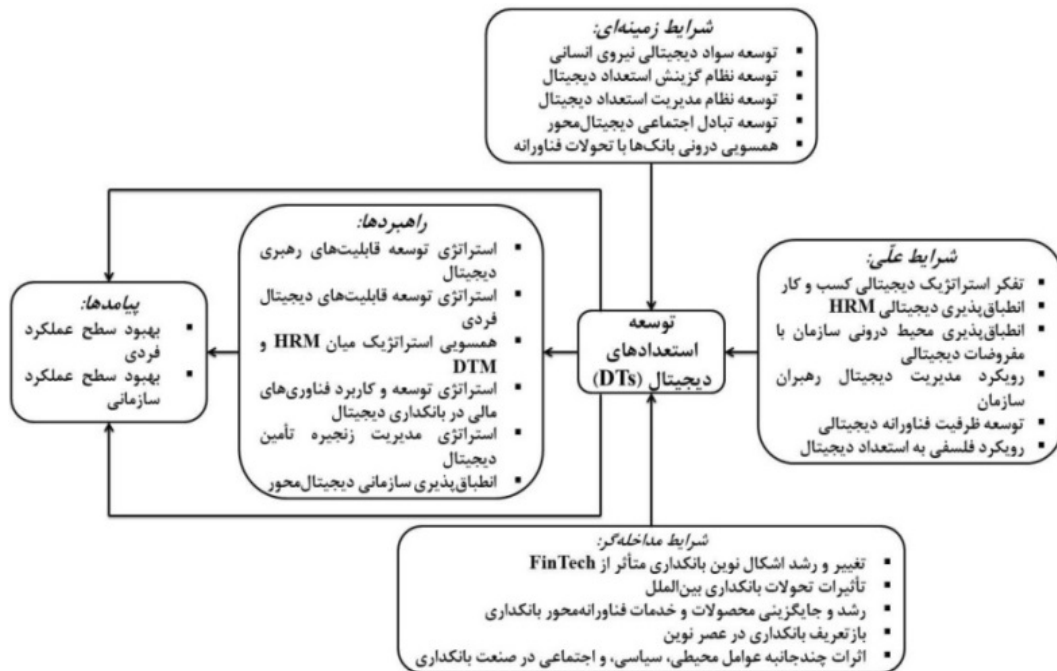 شرایط زمینه‌ای:
▪ توسعه سواد دیجیتالی نیروی انسانی
▪ توسعه نظام گزینش استعداد دیجیتال
▪ توسعه نظام مدیریت استعداد دیجیتال
▪ توسعه تبادل اجتماعی دیجیتال‌محور
▪ همسویی درونی بانک‌ها با تحولات فناورانه
شرایط علّی:
▪ تفکر استراتژیک دیجیتالی کسب و کار
▪ انطباق‌پذیری دیجیتالی HRM
▪ انطباق‌پذیری محیط درونی سازمان با
مفروضات دیجیتالی
▪ رویکرد مدیریت دیجیتال رهبران
سازمان
▪ توسعه ظرفیت فناورانه دیجیتالی
▪ رویکرد فلسفی به استعداد دیجیتال
توسعه
استعدادهای
دیجیتال (DTs)
راهبردها:
▪ استراتژی توسعه قابلیت‌های رهبری
دیجیتال
▪ استراتژی توسعه قابلیت‌های دیجیتال
فردی
▪ همسویی استراتژیک میان HRM و
DTM
▪ استراتژی توسعه و کاربرد فناوری‌های
مالی در بانکداری دیجیتال
▪ استراتژی مدیریت زنجیره تأمین
دیجیتال
▪ انطباق‌پذیری سازمانی دیجیتال‌محور
پیامدها:
▪ بهبود سطح عملکرد
فردی
▪ بهبود سطح عملکرد
سازمانی
شرایط مداخله‌گر:
▪ تغییر و رشد اشکال نوین بانکداری متأثر از FinTech
▪ تأثیرات تحولات بانکداری بین‌الملل
▪ رشد و جایگزینی محصولات و خدمات فناورانه‌محور بانکداری
▪ بازتعریف بانکداری در عصر نوین
▪ اثرات چندجانبه عوامل محیطی، سیاسی، و اجتماعی در صنعت بانکداری